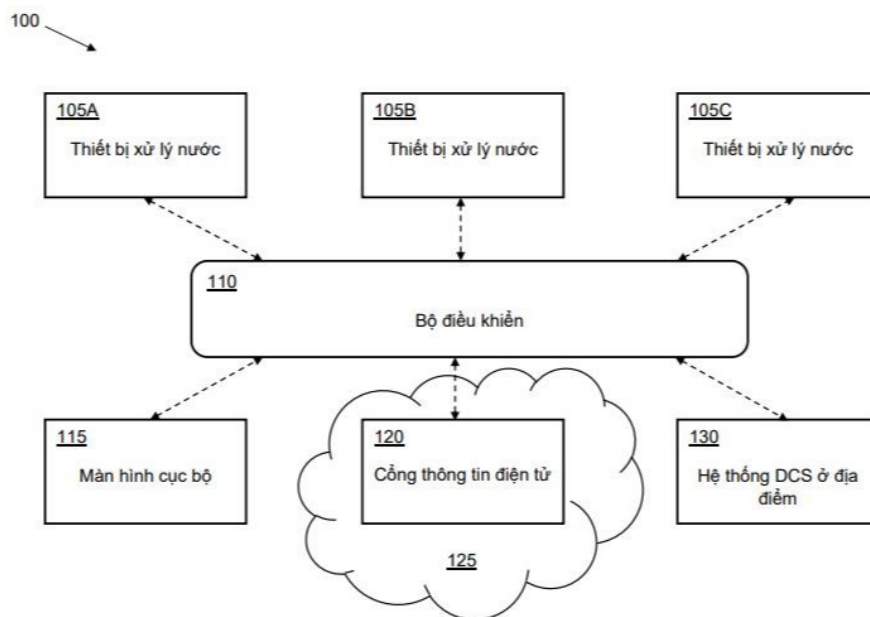 100
105A
Thiết bị xử lý nước
105B
Thiết bị xử lý nước
105C
Thiết bị xử lý nước
110
Bộ điều khiển
115
Màn hình cục bộ
120
Cổng thông tin điện tử
125
130
Hệ thống DCS ở địa
điểm